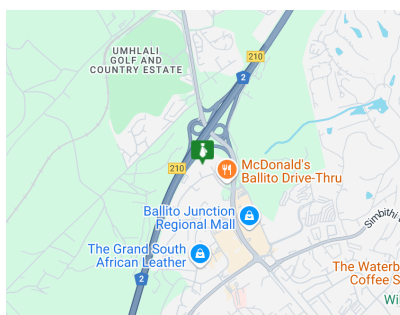 UMHLALI
GOLF AND
COUNTRY ESTATE
210
2
210
McDonald's
Ballito Drive-Thru
Ballito Junction
Regional Mall
Simbithi
The Grand South
African Leather
2
The Waterb
Coffee S
Wil